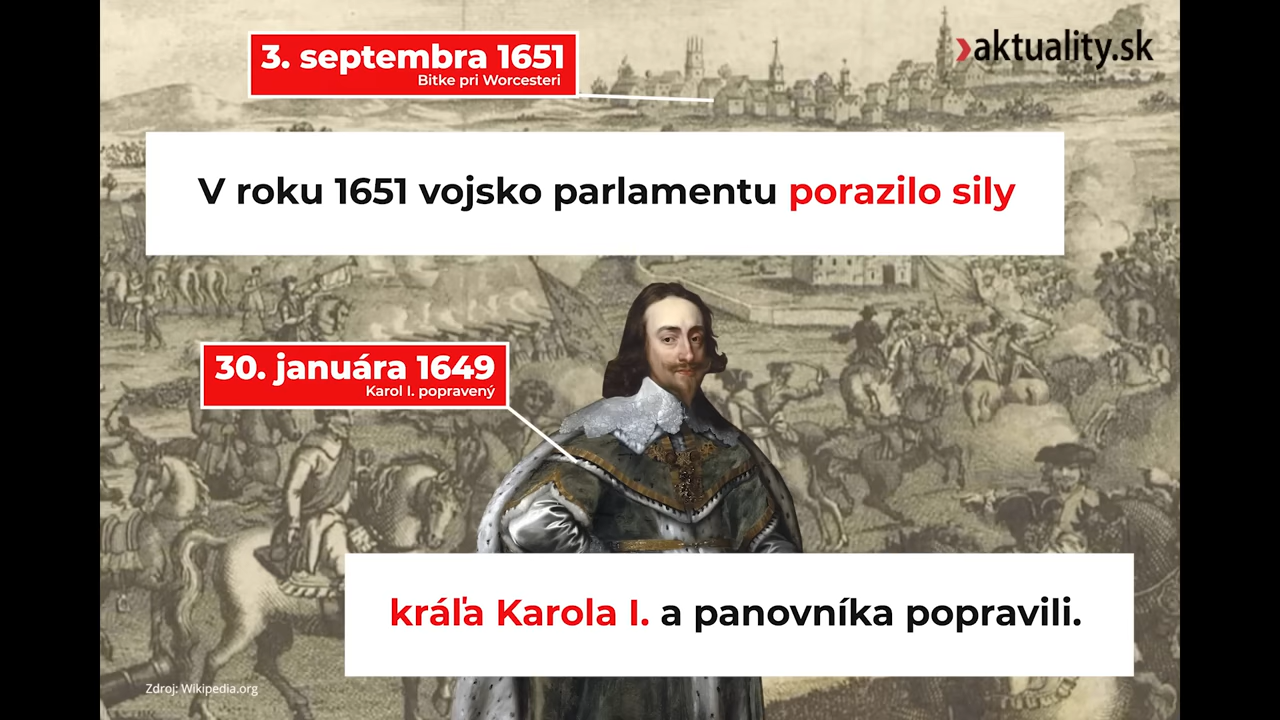 3. septembra 1651
Bitke pri Worcesteri
aktuality.sk
V roku 1651 vojsko parlamentu porazilo sily
30. januára 1649
Karol I. popravený
kráľa Karola I. a panovníka popravili.
Zdroj: Wikipedia.org